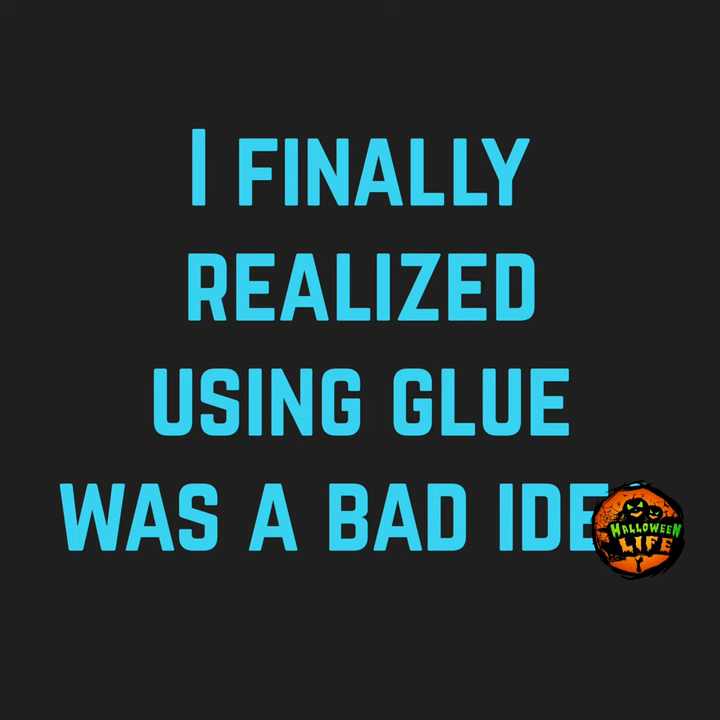 I FINALLY
REALIZED
USING GLUE
WAS A BAD IDE
HALLOWEEN
LIFE